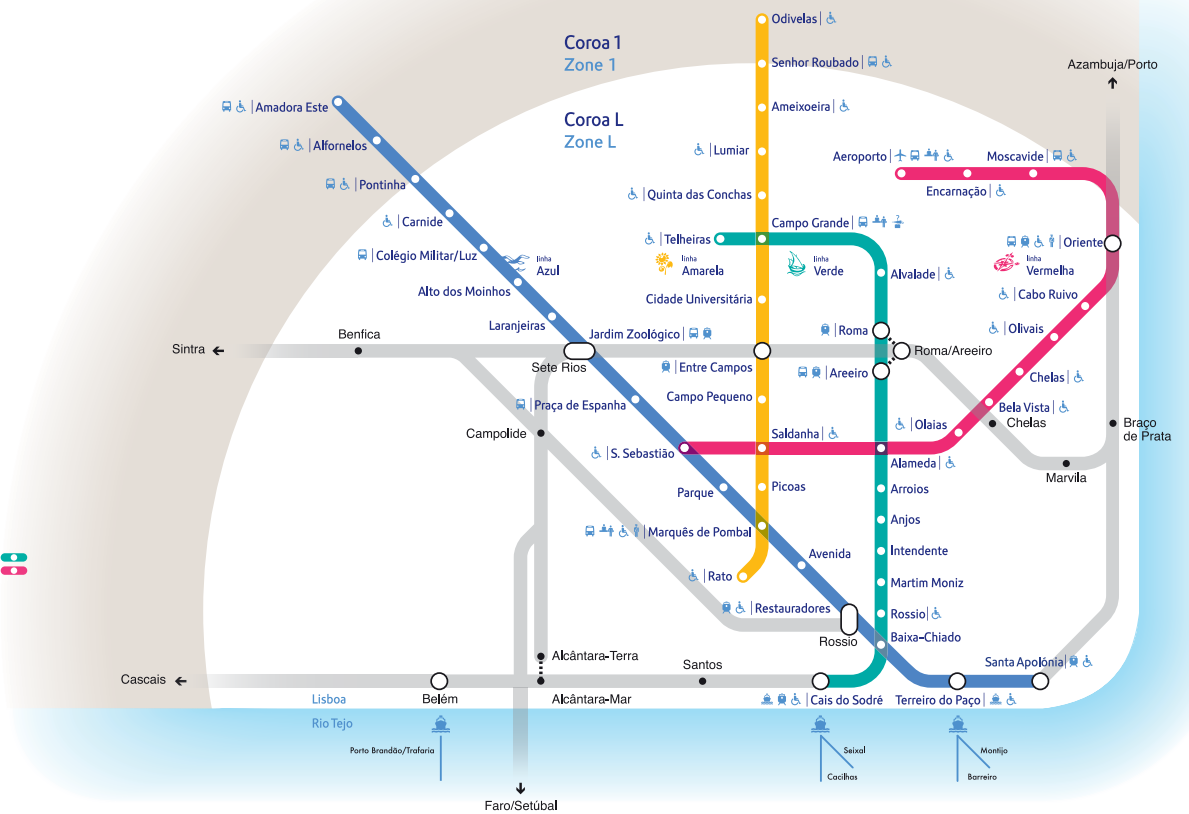 Odivelas
Coroa 1
Zone 1
Senhor Roubado
Azambuja/Porto
Amadora Este
Ameixoeira
Coroa L
Zone L
Alfornelos
Lumiar
Aeroporto
Moscavide
Pontinha
Quinta das Conchas
Encarnação
Carnide
Campo Grande
Telheiras
Oriente
Colégio Militar/Luz
linha
Azul
linha
Amarela
linha
Verde
linha
Vermelha
Alvalade
Alto dos Moinhos
Cidade Universitária
Cabo Ruivo
Laranjeiras
Jardim Zoológico
Roma
Olivais
Benfica
Sintra
Roma/Areeiro
Sete Rios
Entre Campos
Areeiro
Chelas
Praça de Espanha
Campo Pequeno
Bela Vista
Chelas
Braço
de Prata
Campolide
Saldanha
Olaias
S. Sebastião
Alameda
Marvila
Parque
Picoas
Arroios
Marquês de Pombal
Anjos
Avenida
Intendente
Rato
Martim Moniz
Restauradores
Rossio
Rossio
Baixa-Chiado
Alcântara-Terra
Santos
Santa Apolónia
Cascais
Lisboa
Belém
Alcântara-Mar
Cais do Sodré
Terreiro do Paço
Rio Tejo
Porto Brandão/Trafaria
Seixal
Montijo
Cacilhas
Barreiro
Faro/Setúbal